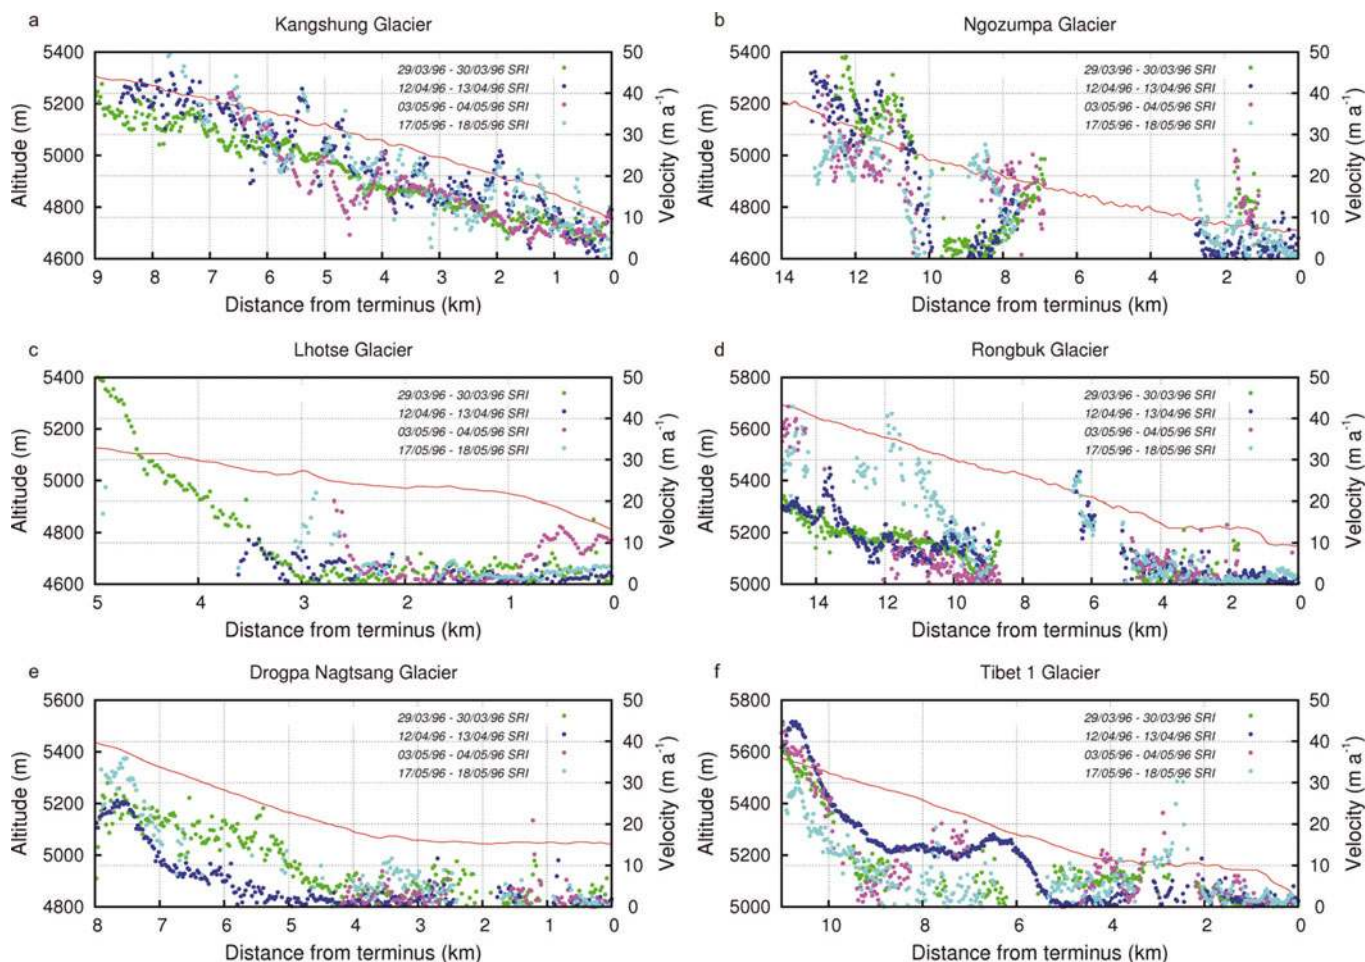 a
Kangshung Glacier
5400
5200
5000
4800
4600
Altitude (m)
50
40
30
20
10
0
Velocity (m a⁻¹)
29/03/96 - 30/03/96 SRI
12/04/96 - 13/04/96 SRI
03/05/96 - 04/05/96 SRI
17/05/96 - 18/05/96 SRI
9 8 7 6 5 4 3 2 1 0
Distance from terminus (km)
b
Ngozumpa Glacier
5400
5200
5000
4800
4600
Altitude (m)
50
40
30
20
10
0
Velocity (m a⁻¹)
29/03/96 - 30/03/96 SRI
12/04/96 - 13/04/96 SRI
03/05/96 - 04/05/96 SRI
17/05/96 - 18/05/96 SRI
14 12 10 8 6 4 2 0
Distance from terminus (km)
c
Lhotse Glacier
5400
5200
5000
4800
4600
Altitude (m)
50
40
30
20
10
0
Velocity (m a⁻¹)
29/03/96 - 30/03/96 SRI
12/04/96 - 13/04/96 SRI
03/05/96 - 04/05/96 SRI
17/05/96 - 18/05/96 SRI
5 4 3 2 1 0
Distance from terminus (km)
d
Rongbuk Glacier
5800
5600
5400
5200
5000
Altitude (m)
50
40
30
20
10
0
Velocity (m a⁻¹)
29/03/96 - 30/03/96 SRI
12/04/96 - 13/04/96 SRI
03/05/96 - 04/05/96 SRI
17/05/96 - 18/05/96 SRI
14 12 10 8 6 4 2 0
Distance from terminus (km)
e
Drogpa Nagtsang Glacier
5600
5400
5200
5000
4800
Altitude (m)
50
40
30
20
10
0
Velocity (m a⁻¹)
29/03/96 - 30/03/96 SRI
12/04/96 - 13/04/96 SRI
03/05/96 - 04/05/96 SRI
17/05/96 - 18/05/96 SRI
8 7 6 5 4 3 2 1 0
Distance from terminus (km)
f
Tibet 1 Glacier
5800
5600
5400
5200
5000
Altitude (m)
50
40
30
20
10
0
Velocity (m a⁻¹)
29/03/96 - 30/03/96 SRI
12/04/96 - 13/04/96 SRI
03/05/96 - 04/05/96 SRI
17/05/96 - 18/05/96 SRI
10 8 6 4 2 0
Distance from terminus (km)